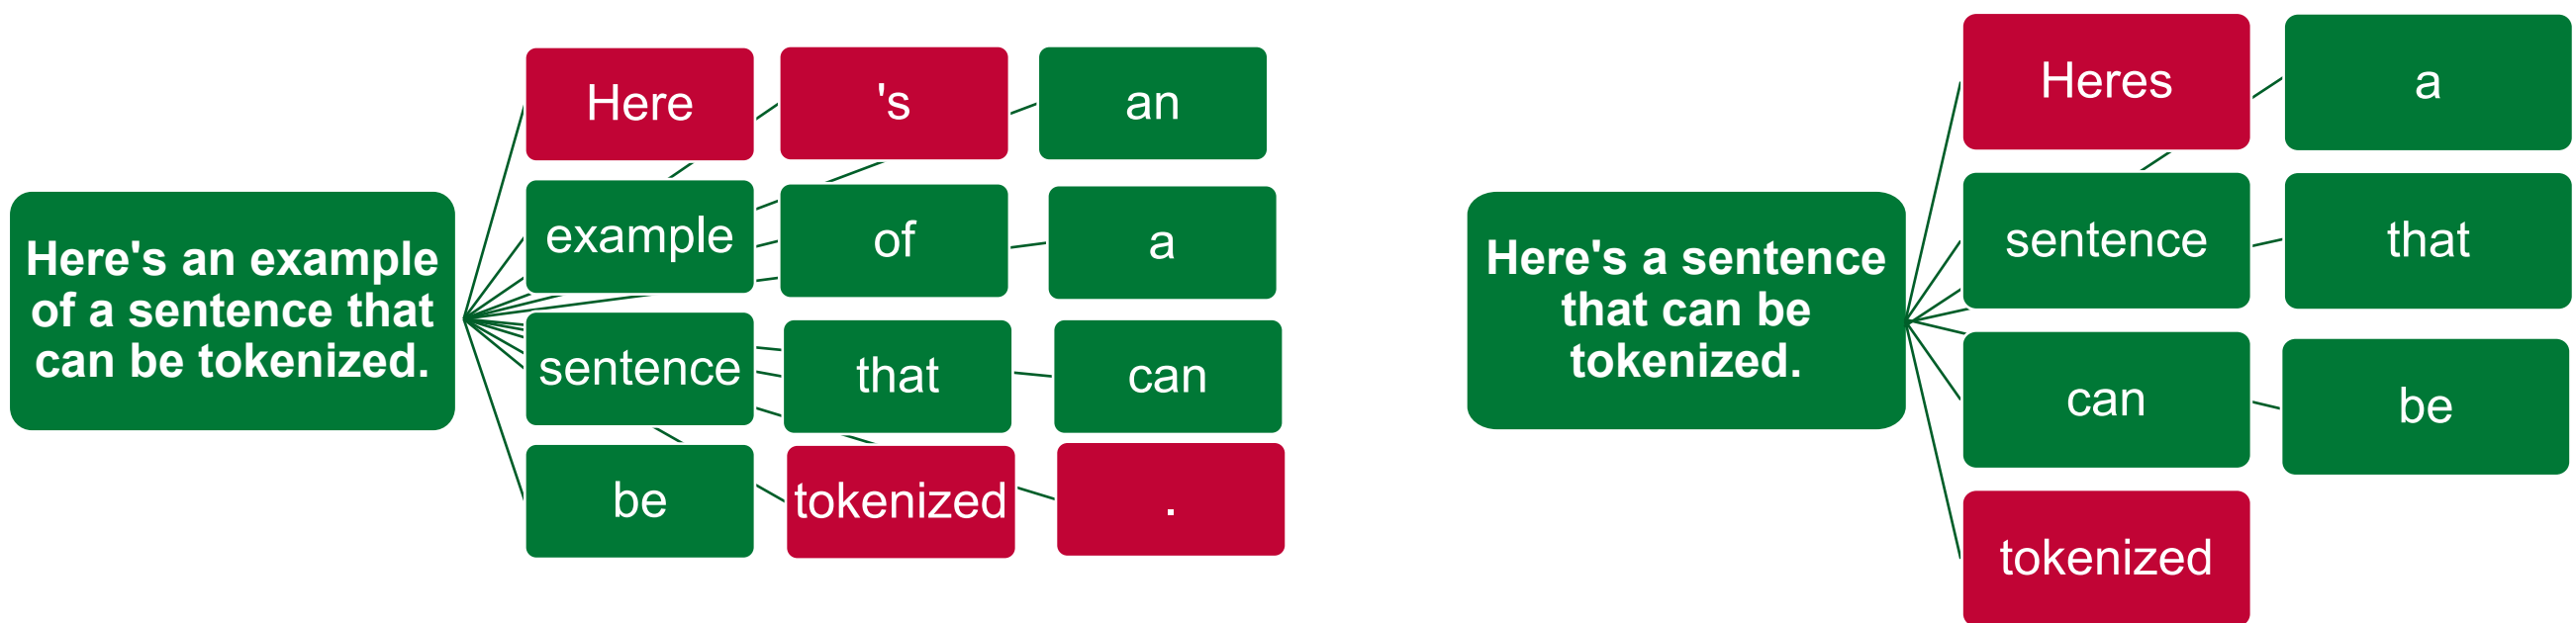 Here's an example
of a sentence that
can be tokenized.
Here
's
an
example
of
a
sentence
that
can
be
tokenized
.
Here's a sentence
that can be
tokenized.
Heres
a
sentence
that
can
be
tokenized